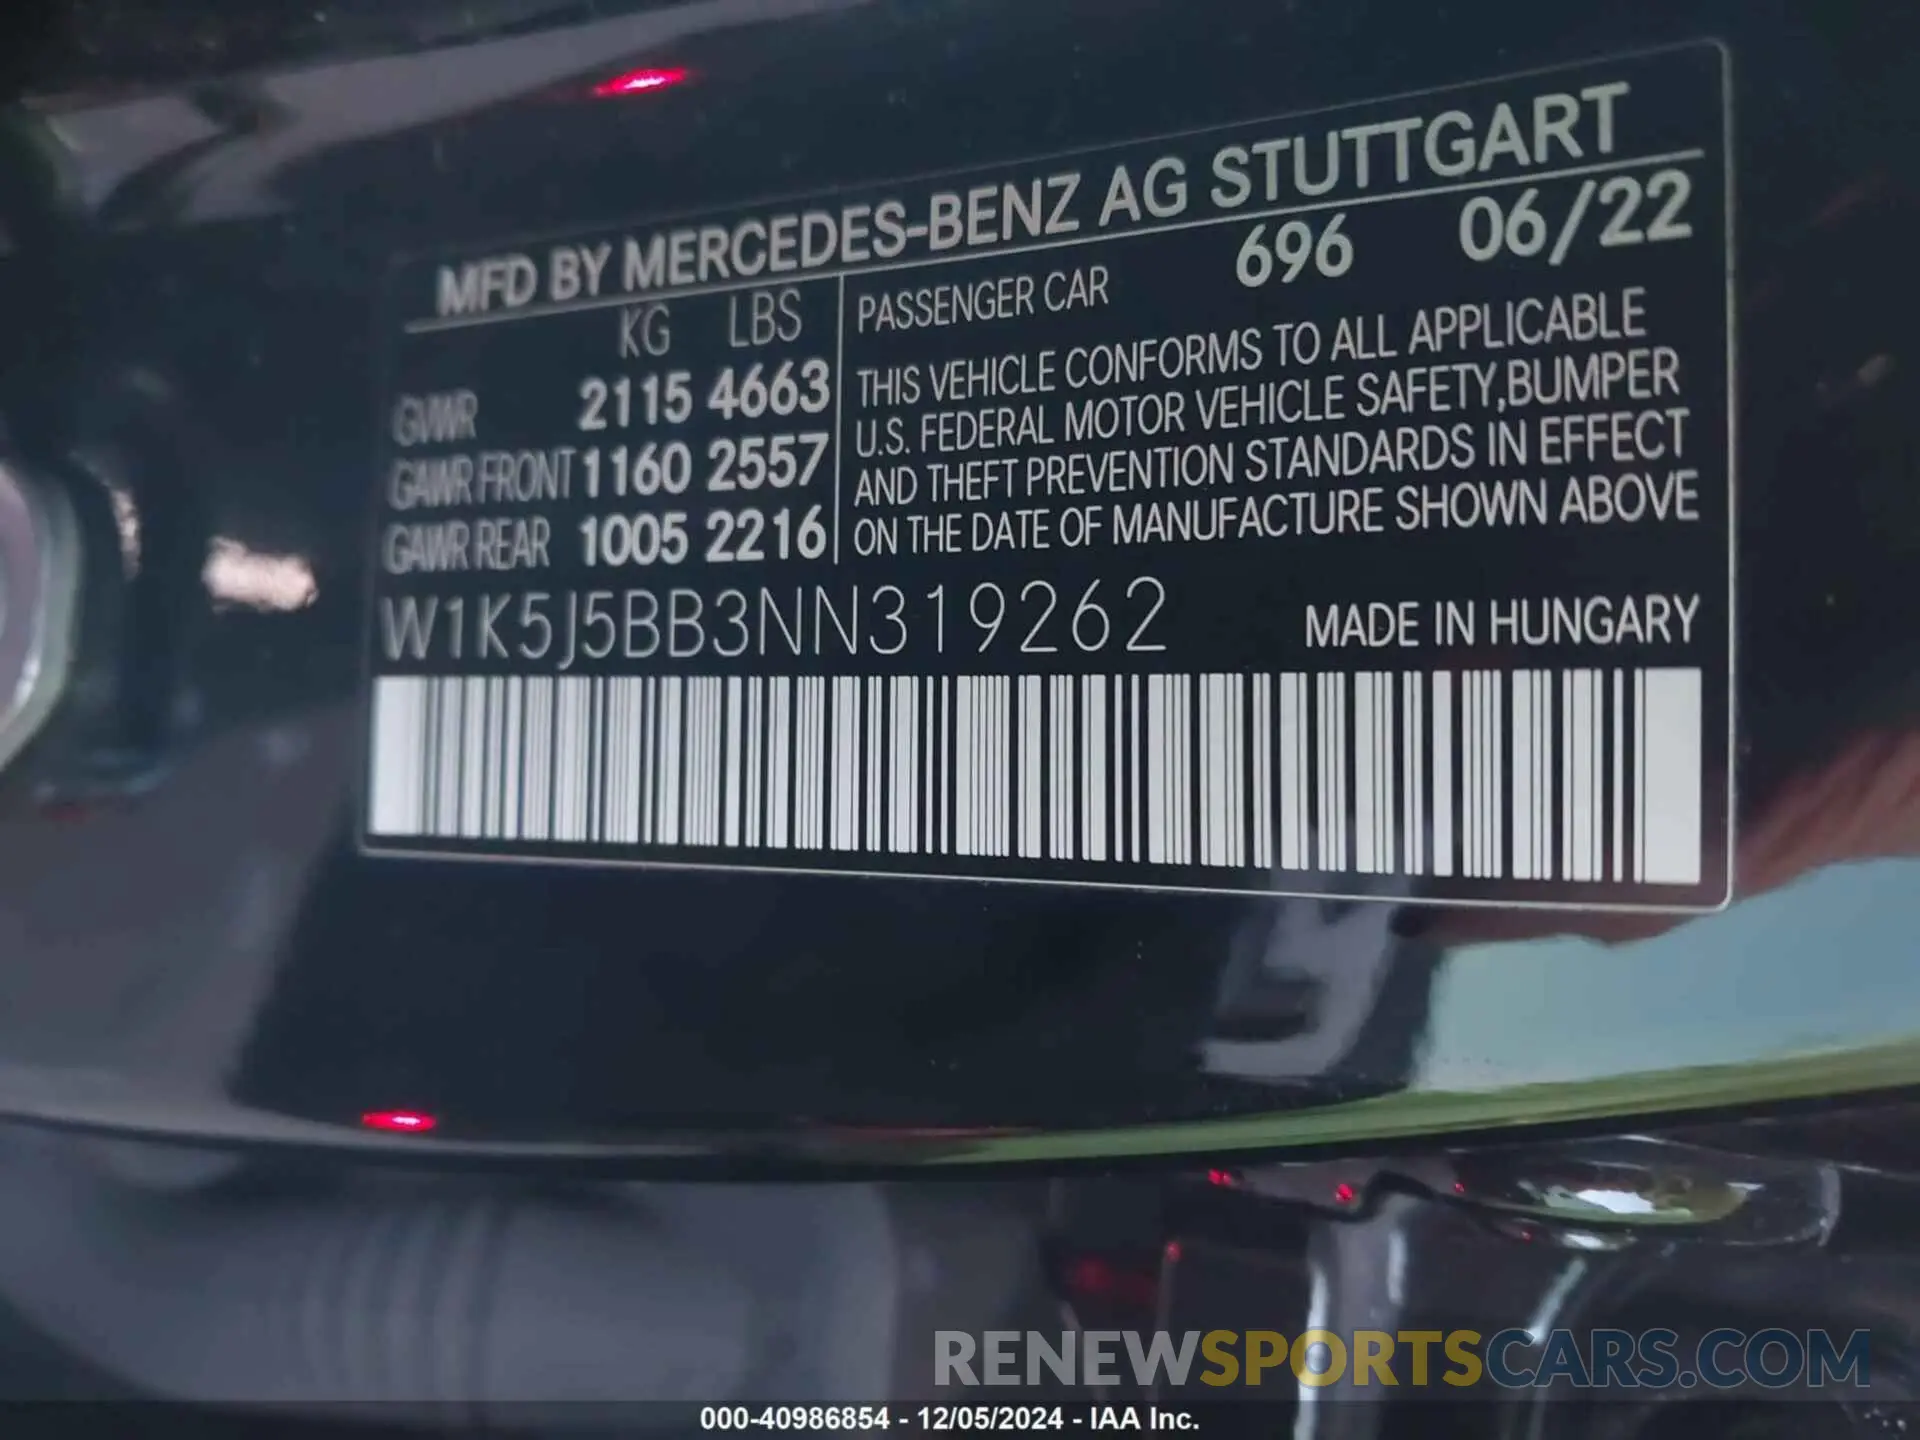 MFD BY MERCEDES-BENZ AG STUTTGART
KG LBS
GVWR 2115 4663
GAWR FRONT 1160 2557
GAWR REAR 1005 2216
PASSENGER CAR 696 06/22
THIS VEHICLE CONFORMS TO ALL APPLICABLE
U.S. FEDERAL MOTOR VEHICLE SAFETY,BUMPER
AND THEFT PREVENTION STANDARDS IN EFFECT
ON THE DATE OF MANUFACTURE SHOWN ABOVE
W1K5J5BB3NN319262 MADE IN HUNGARY
RENEWSPORTSCARS.COM
000-40986854 - 12/05/2024 - IAA Inc.